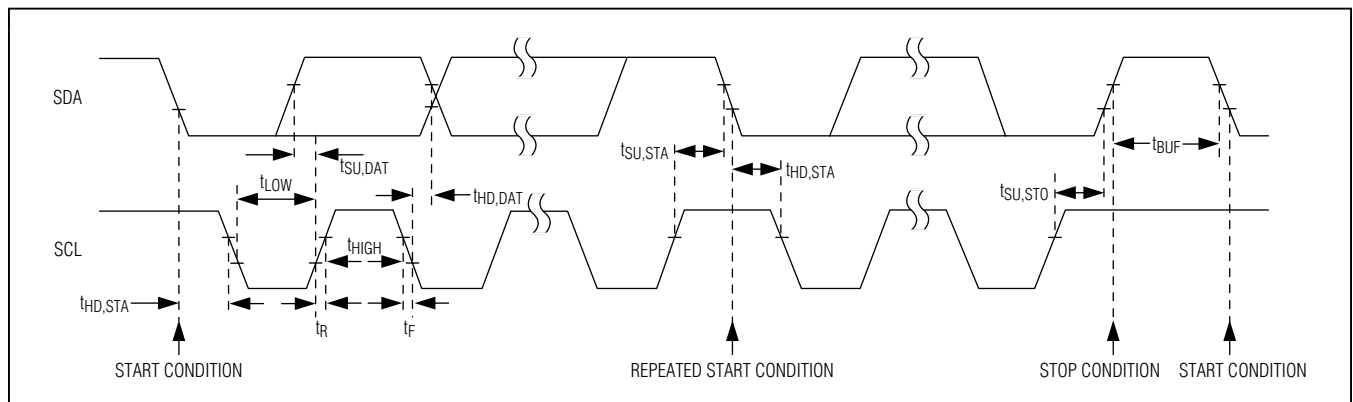 SDA
tSU,DAT
tSU,STA
tHD,STA
tBUF
tLOW
tHD,DAT
tSU,STO
SCL
tHIGH
tHD,STA
tR
tF
START CONDITION
REPEATED START CONDITION
STOP CONDITION
START CONDITION